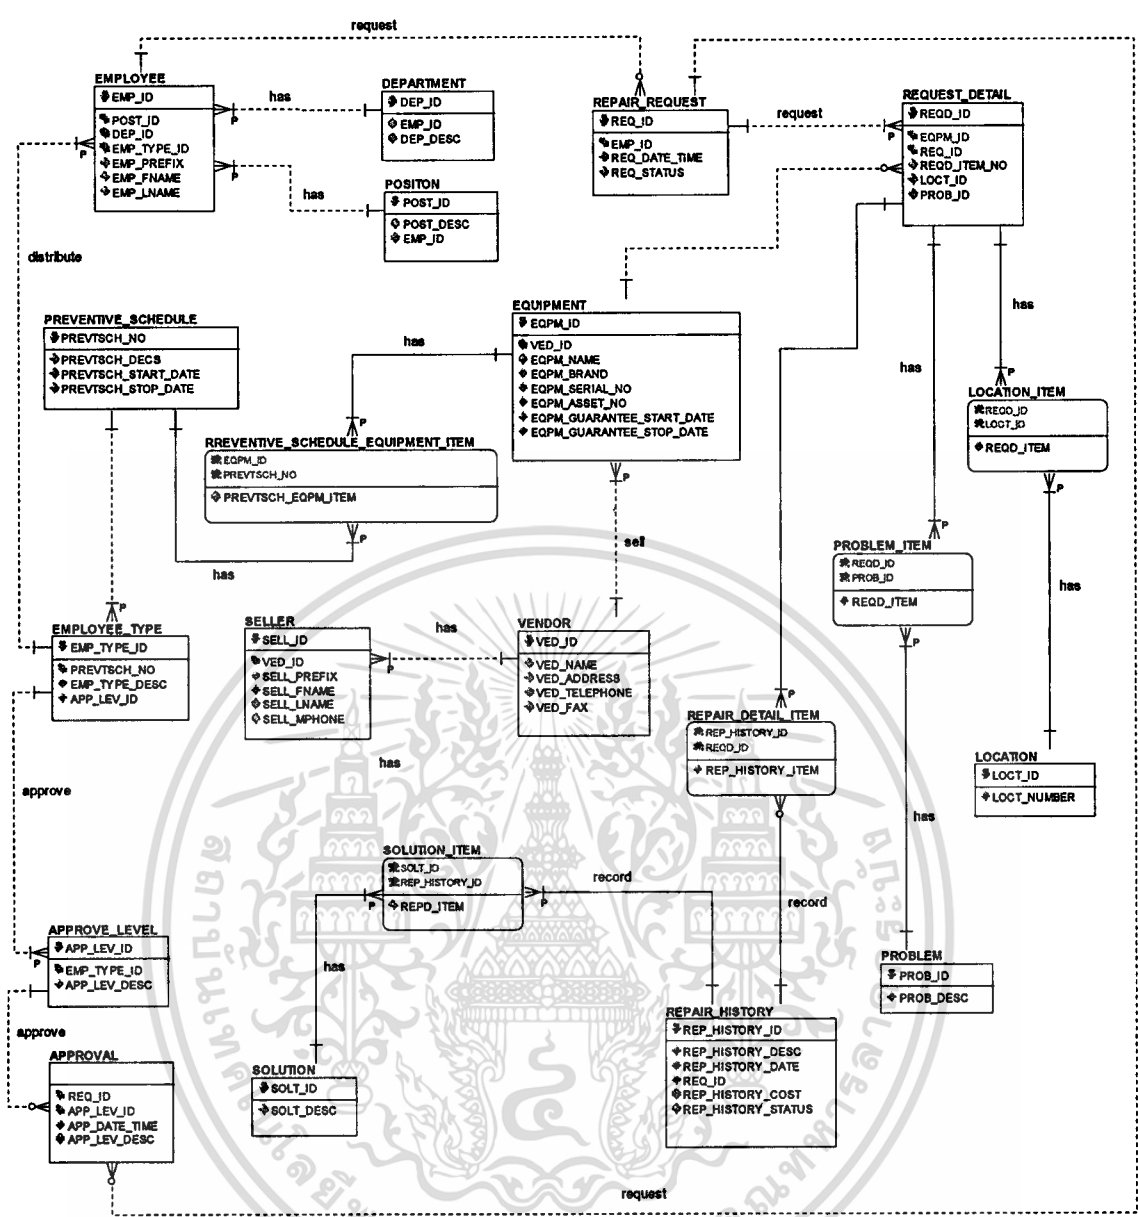 request
EMPLOYEE
EMP_ID
POST_ID
DEP_ID
EMP_TYPE_ID
EMP_PREFIX
EMP_FNAME
EMP_LNAME
P
P
P
has
DEPARTMENT
DEP_ID
EMP_ID
DEP_DESC
has
POSITON
POST_ID
POST_DESC
EMP_ID
REPAIR_REQUEST
REQ_ID
EMP_ID
REQ_DATE_TIME
REQ_STATUS
request
P
REQUEST_DETAIL
REQD_ID
EQPM_ID
REQ_ID
REQD_ITEM_NO
LOCT_ID
PROB_ID
distribute
PREVENTIVE_SCHEDULE
PREVTSCH_NO
PREVTSCH_DECS
PREVTSCH_START_DATE
PREVTSCH_STOP_DATE
has
P
EQUIPMENT
EQPM_ID
VED_ID
EQPM_NAME
EQPM_BRAND
EQPM_SERIAL_NO
EQPM_ASSET_NO
EQPM_GUARANTEE_START_DATE
EQPM_GUARANTEE_STOP_DATE
P
has
has
P
LOCATION_ITEM
REQD_ID
LOCT_ID
REQD_ITEM
P
RREVENTIVE_SCHEDULE_EQUIPMENT_ITEM
EQPM_ID
PREVTSCH_NO
PREVTSCH_EQPM_ITEM
P
has
sell
P
PROBLEM_ITEM
REQD_ID
PROB_ID
REQD_ITEM
P
has
P
EMPLOYEE_TYPE
EMP_TYPE_ID
PREVTSCH_NO
EMP_TYPE_DESC
APP_LEV_ID
SELLER
SELL_ID
VED_ID
SELL_PREFIX
SELL_FNAME
SELL_LNAME
SELL_MPHONE
P
has
VENDOR
VED_ID
VED_NAME
VED_ADDRESS
VED_TELEPHONE
VED_FAX
has
P
REPAIR_DETAIL_ITEM
REP_HISTORY_ID
REQD_ID
REP_HISTORY_ITEM
LOCATION
LOCT_ID
LOCT_NUMBER
approve
has
SOLUTION_ITEM
SOLT_ID
REP_HISTORY_ID
REPD_ITEM
P
P
record
record
has
APPROVE_LEVEL
APP_LEV_ID
EMP_TYPE_ID
APP_LEV_DESC
P
approve
PROBLEM
PROB_ID
PROB_DESC
REPAIR_HISTORY
REP_HISTORY_ID
REP_HISTORY_DESC
REP_HISTORY_DATE
REQ_ID
REP_HISTORY_COST
REP_HISTORY_STATUS
APPROVAL
REQ_ID
APP_LEV_ID
APP_DATE_TIME
APP_LEV_DESC
SOLUTION
SOLT_ID
SOLT_DESC
request